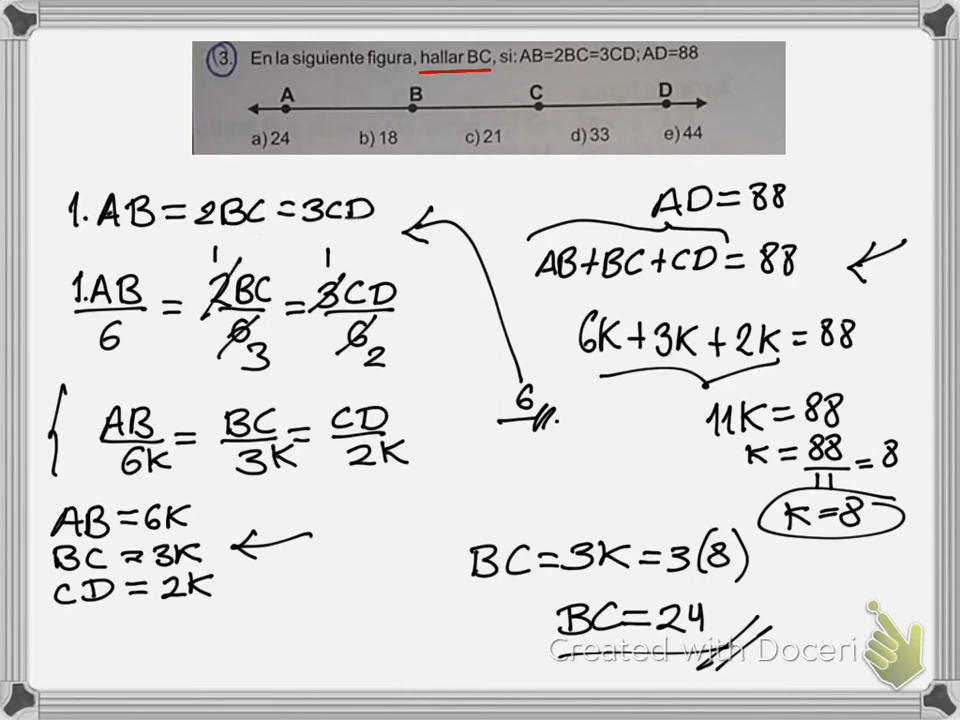 3. En la siguiente figura, hallar BC, si: AB=2BC=3CD; AD=88
A B C D
a) 24 b) 18 c) 21 d) 33 e) 44
1. AB = 2BC = 3CD
1.AB/6 = 2BC/6 = 3CD/6
1 1
3 2
AB/6K = BC/3K = CD/2K
AB = 6K
BC = 3K
CD = 2K
6
AD = 88
AB+BC+CD = 88
6K+3K+2K = 88
11K = 88
K = 88/11 = 8
K = 8
BC = 3K = 3(8)
BC = 24
Created with Doceri